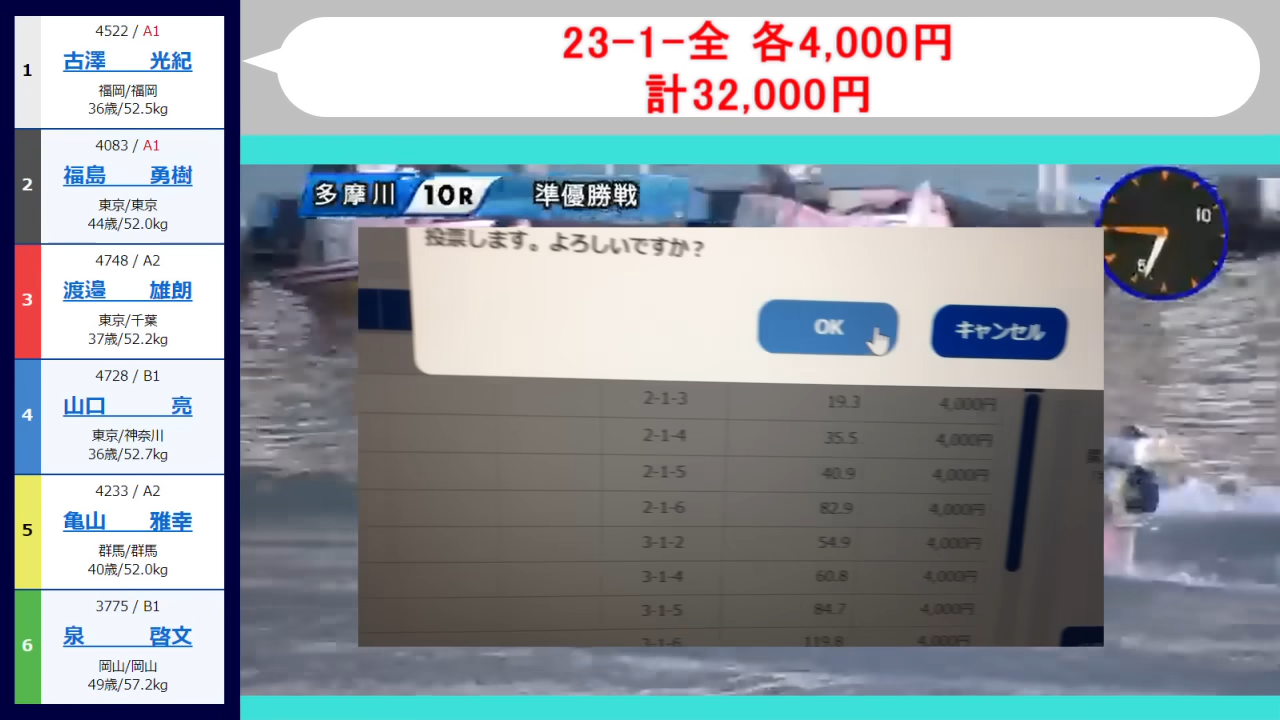 1
4522 / A1
古澤 光紀
福岡/福岡
36歳/52.5kg
2
4083 / A1
福島 勇樹
東京/東京
44歳/52.0kg
3
4748 / A2
渡邉 雄朗
東京/千葉
37歳/52.2kg
4
4728 / B1
山口 亮
東京/神奈川
36歳/52.7kg
5
4233 / A2
亀山 雅幸
群馬/群馬
40歳/52.0kg
6
3775 / B1
泉 啓文
岡山/岡山
49歳/57.2kg
23-1-全 各4,000円
計32,000円
多摩川 10R 準優勝戦
10
5
投票します。よろしいですか?
OK キャンセル
2-1-3 19.3 4,000円
2-1-4 35.5 4,000円
2-1-5 40.9 4,000円
2-1-6 82.9 4,000円
3-1-2 54.9 4,000円
3-1-4 60.8 4,000円
3-1-5 84.7 4,000円
3-1-6 119.8 4,000円